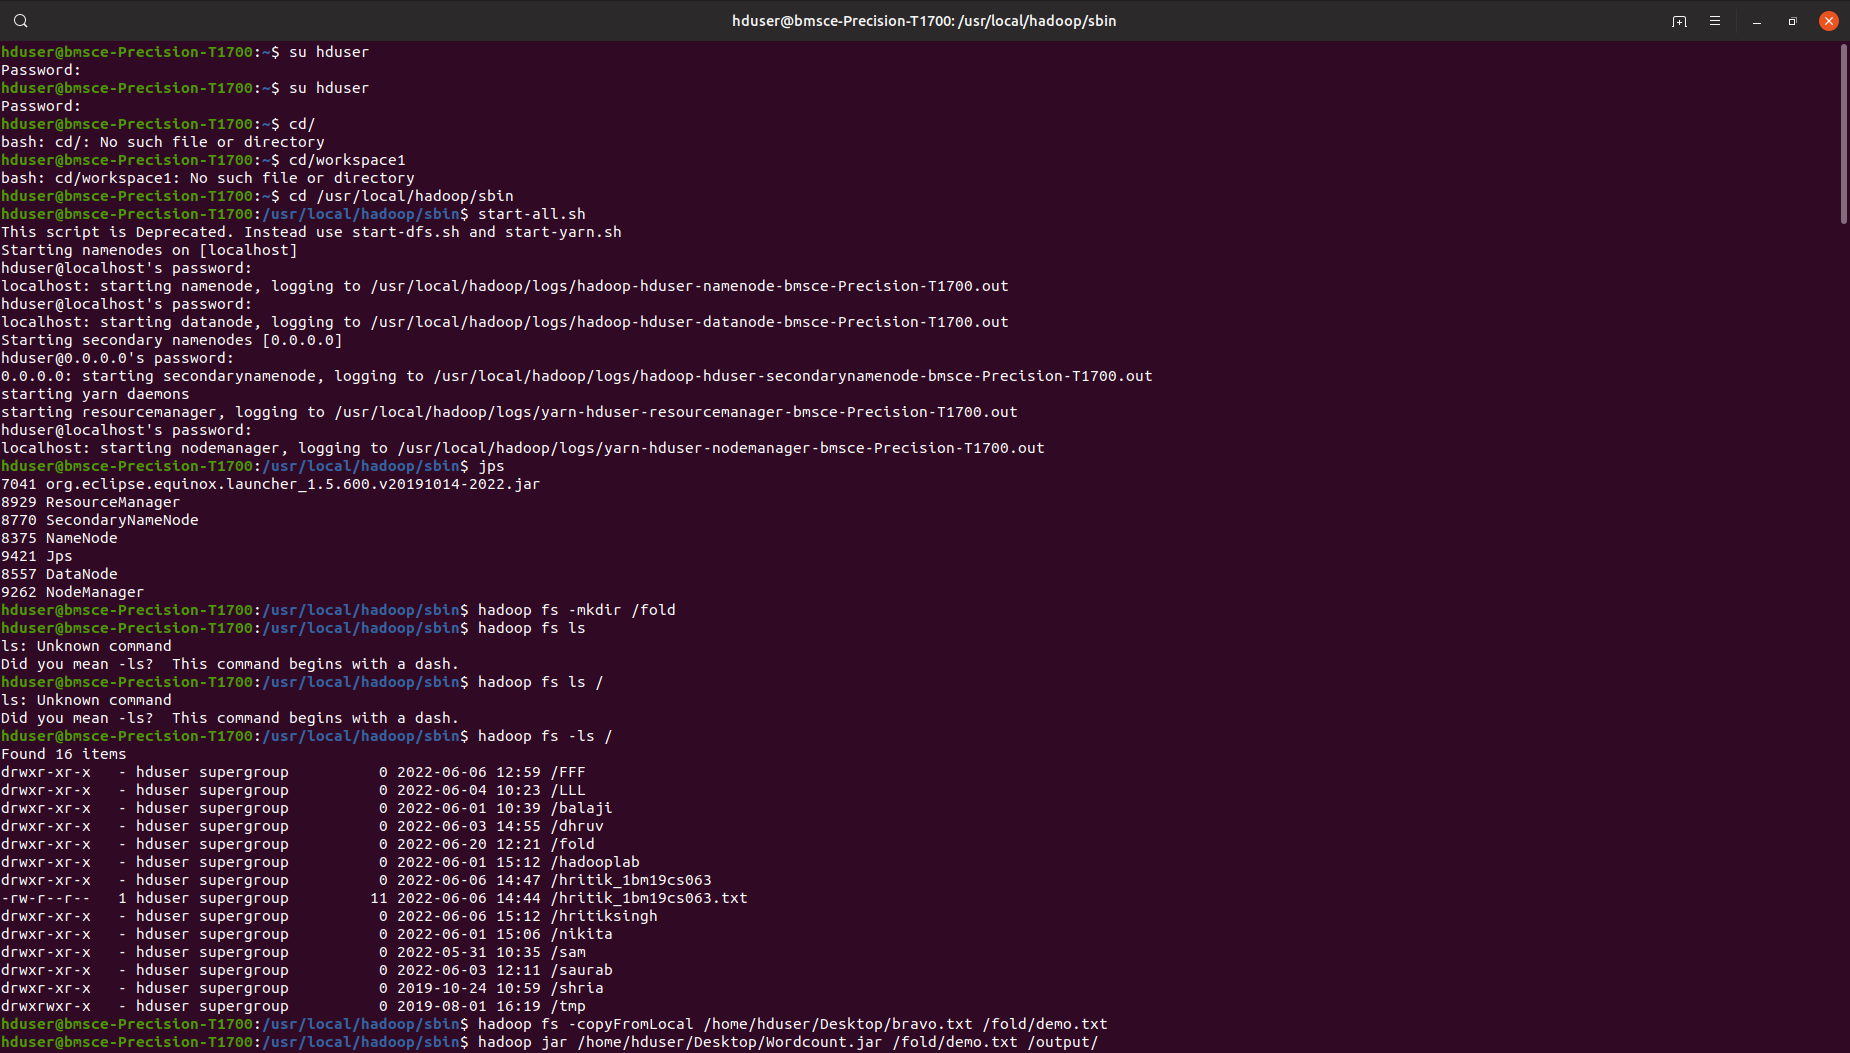 hduser@bmsce-Precision-T1700: /usr/local/hadoop/sbin
hduser@bmsce-Precision-T1700:~$ su hduser
Password:
hduser@bmsce-Precision-T1700:~$ su hduser
Password:
hduser@bmsce-Precision-T1700:~$ cd/
bash: cd/: No such file or directory
hduser@bmsce-Precision-T1700:~$ cd/workspace1
bash: cd/workspace1: No such file or directory
hduser@bmsce-Precision-T1700:~$ cd /usr/local/hadoop/sbin
hduser@bmsce-Precision-T1700:/usr/local/hadoop/sbin$ start-all.sh
This script is Deprecated. Instead use start-dfs.sh and start-yarn.sh
Starting namenodes on [localhost]
hduser@localhost's password:
localhost: starting namenode, logging to /usr/local/hadoop/logs/hadoop-hduser-namenode-bmsce-Precision-T1700.out
hduser@localhost's password:
localhost: starting datanode, logging to /usr/local/hadoop/logs/hadoop-hduser-datanode-bmsce-Precision-T1700.out
Starting secondary namenodes [0.0.0.0]
hduser@0.0.0.0's password:
0.0.0.0: starting secondarynamenode, logging to /usr/local/hadoop/logs/hadoop-hduser-secondarynamenode-bmsce-Precision-T1700.out
starting yarn daemons
starting resourcemanager, logging to /usr/local/hadoop/logs/yarn-hduser-resourcemanager-bmsce-Precision-T1700.out
hduser@localhost's password:
localhost: starting nodemanager, logging to /usr/local/hadoop/logs/yarn-hduser-nodemanager-bmsce-Precision-T1700.out
hduser@bmsce-Precision-T1700:/usr/local/hadoop/sbin$ jps
7041 org.eclipse.equinox.launcher_1.5.600.v20191014-2022.jar
8929 ResourceManager
8770 SecondaryNameNode
8375 NameNode
9421 Jps
8557 DataNode
9262 NodeManager
hduser@bmsce-Precision-T1700:/usr/local/hadoop/sbin$ hadoop fs -mkdir /fold
hduser@bmsce-Precision-T1700:/usr/local/hadoop/sbin$ hadoop fs ls
ls: Unknown command
Did you mean -ls?  This command begins with a dash.
hduser@bmsce-Precision-T1700:/usr/local/hadoop/sbin$ hadoop fs ls /
ls: Unknown command
Did you mean -ls?  This command begins with a dash.
hduser@bmsce-Precision-T1700:/usr/local/hadoop/sbin$ hadoop fs -ls /
Found 16 items
drwxr-xr-x   - hduser supergroup          0 2022-06-06 12:59 /FFF
drwxr-xr-x   - hduser supergroup          0 2022-06-04 10:23 /LLL
drwxr-xr-x   - hduser supergroup          0 2022-06-01 10:39 /balaji
drwxr-xr-x   - hduser supergroup          0 2022-06-03 14:55 /dhruv
drwxr-xr-x   - hduser supergroup          0 2022-06-20 12:21 /fold
drwxr-xr-x   - hduser supergroup          0 2022-06-01 15:12 /hadooplab
drwxr-xr-x   - hduser supergroup          0 2022-06-06 14:47 /hritik_1bm19cs063
-rw-r--r--   1 hduser supergroup         11 2022-06-06 14:44 /hritik_1bm19cs063.txt
drwxr-xr-x   - hduser supergroup          0 2022-06-06 15:12 /hritiksingh
drwxr-xr-x   - hduser supergroup          0 2022-06-01 15:06 /nikita
drwxr-xr-x   - hduser supergroup          0 2022-05-31 10:35 /sam
drwxr-xr-x   - hduser supergroup          0 2022-06-03 12:11 /saurab
drwxr-xr-x   - hduser supergroup          0 2019-10-24 10:59 /shria
drwxrwxr-x   - hduser supergroup          0 2019-08-01 16:19 /tmp
hduser@bmsce-Precision-T1700:/usr/local/hadoop/sbin$ hadoop fs -copyFromLocal /home/hduser/Desktop/bravo.txt /fold/demo.txt
hduser@bmsce-Precision-T1700:/usr/local/hadoop/sbin$ hadoop jar /home/hduser/Desktop/Wordcount.jar /fold/demo.txt /output/